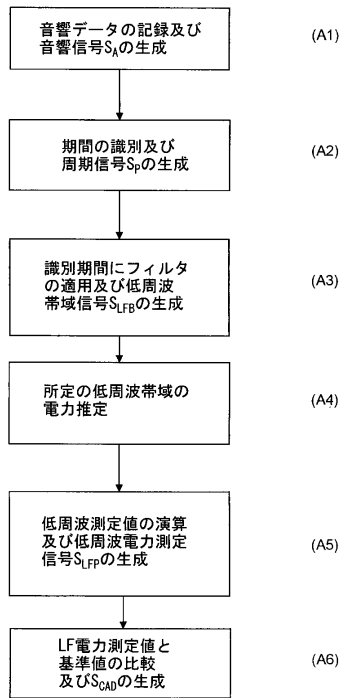 音響データの記録及び
音響信号SAの生成
(A1)
期間の識別及び
周期信号SPの生成
(A2)
識別期間にフィルタ
の適用及び低周波
帯域信号SLFBの生成
(A3)
所定の低周波帯域の
電力推定
(A4)
低周波測定値の演算
及び低周波電力測定
信号SLFPの生成
(A5)
LF電力測定値と
基準値の比較
及びSCADの生成
(A6)